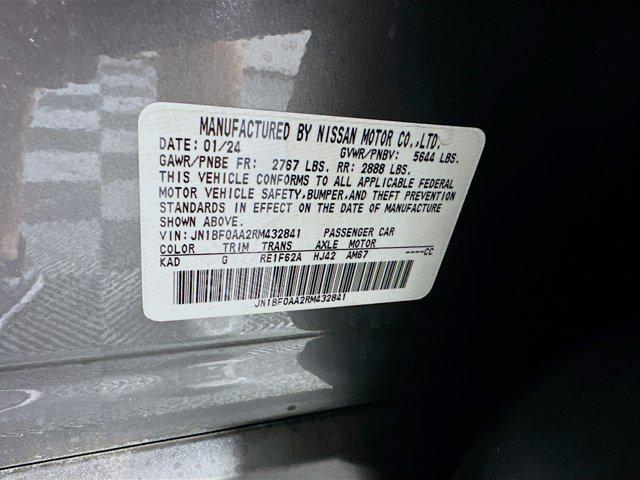 MANUFACTURED BY NISSAN MOTOR CO.,LTD.
DATE: 01/24 GVWR/PNBV: 5644 LBS.
GAWR/PNBE FR: 2767 LBS. RR: 2888 LBS.
THIS VEHICLE CONFORMS TO ALL APPLICABLE FEDERAL
MOTOR VEHICLE SAFETY,BUMPER,AND THEFT PREVENTION
STANDARDS IN EFFECT ON THE DATE OF MANUFACTURE
SHOWN ABOVE.
VIN: JN1BF0AA2RM432841 PASSENGER CAR
COLOR TRIM TRANS AXLE MOTOR
KAD G RE1F62A HJ42 AM67 ----CC
JN1BF0AA2RM432841